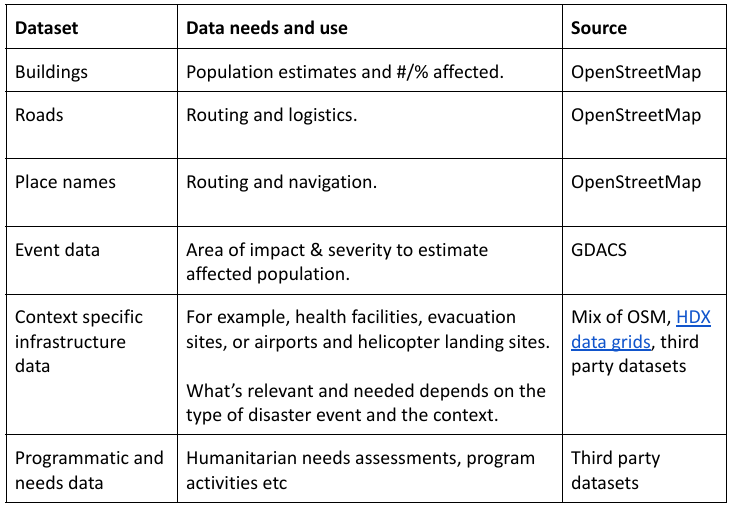 Dataset Data needs and use Source
Buildings Population estimates and #/% affected. OpenStreetMap
Roads Routing and logistics. OpenStreetMap
Place names Routing and navigation. OpenStreetMap
Event data Area of impact & severity to estimate GDACS
affected population.
Context specific For example, health facilities, evacuation Mix of OSM, HDX
infrastructure sites, or airports and helicopter landing sites. data grids, third
data party datasets
What's relevant and needed depends on the
type of disaster event and the context.
Programmatic and Humanitarian needs assessments, program Third party
needs data activities etc datasets